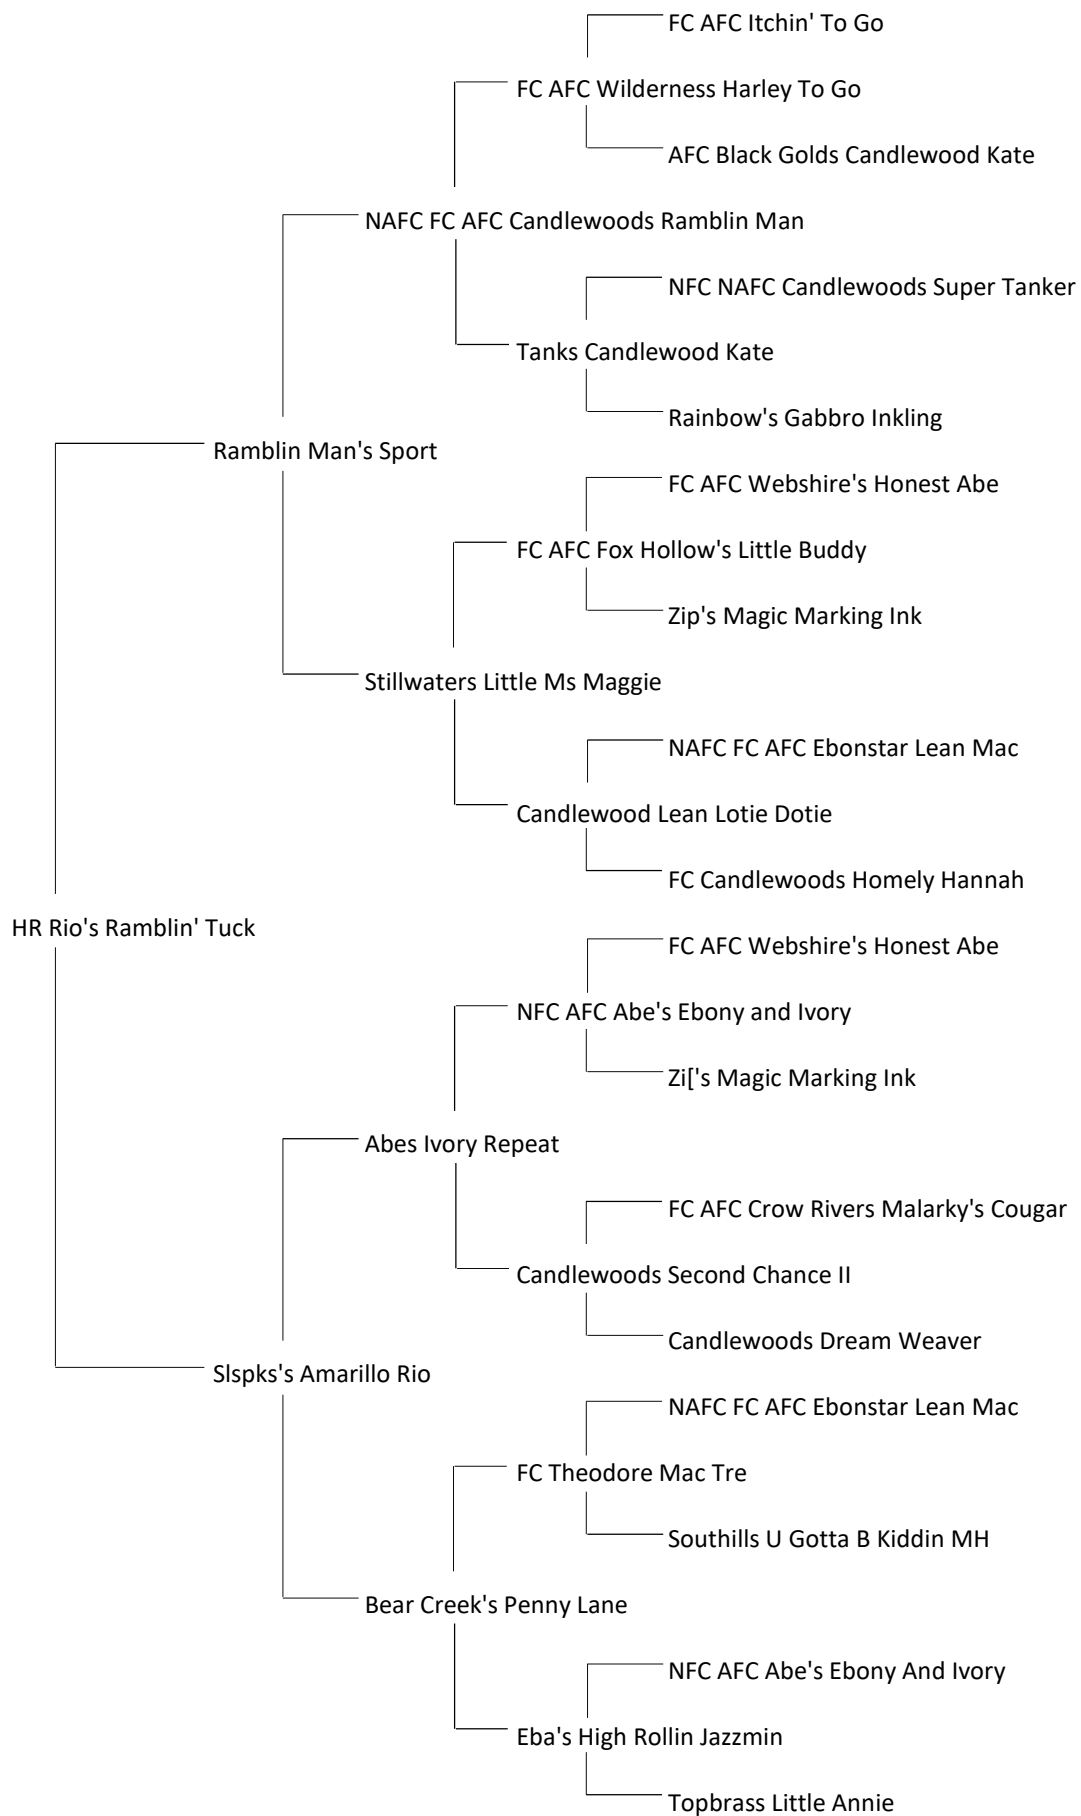 FC AFC Itchin' To Go
FC AFC Wilderness Harley To Go
AFC Black Golds Candlewood Kate
NAFC FC AFC Candlewoods Ramblin Man
NFC NAFC Candlewoods Super Tanker
Tanks Candlewood Kate
Rainbow's Gabbro Inkling
Ramblin Man's Sport
FC AFC Webshire's Honest Abe
FC AFC Fox Hollow's Little Buddy
Zip's Magic Marking Ink
Stillwaters Little Ms Maggie
NAFC FC AFC Ebonstar Lean Mac
Candlewood Lean Lotie Dotie
FC Candlewoods Homely Hannah
HR Rio's Ramblin' Tuck
FC AFC Webshire's Honest Abe
NFC AFC Abe's Ebony and Ivory
Zi['s Magic Marking Ink
Abes Ivory Repeat
FC AFC Crow Rivers Malarky's Cougar
Candlewoods Second Chance II
Candlewoods Dream Weaver
Slspks's Amarillo Rio
NAFC FC AFC Ebonstar Lean Mac
FC Theodore Mac Tre
Southills U Gotta B Kiddin MH
Bear Creek's Penny Lane
NFC AFC Abe's Ebony And Ivory
Eba's High Rollin Jazzmin
Topbrass Little Annie